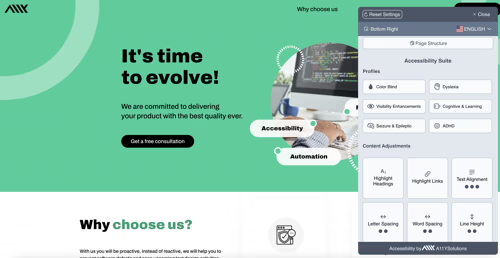 Why choose us
It's time
to evolve!
We are committed to delivering
your product with the best quality ever.
Get a free consultation
Accessibility
Automation
Why choose us?
With us you will be proactive, instead of reactive, we will help you to
Reset Settings
Close
Bottom Right
ENGLISH
Page Structure
Accessibility Suite
Profiles
Color Blind
Dyslexia
Visibility Enhancements
Cognitive & Learning
Seizure & Epileptic
ADHD
Content Adjustments
Highlight
Headings
Highlight Links
Text Alignment
Letter Spacing
Word Spacing
Line Height
Accessibility by A11Y A11YSolutions